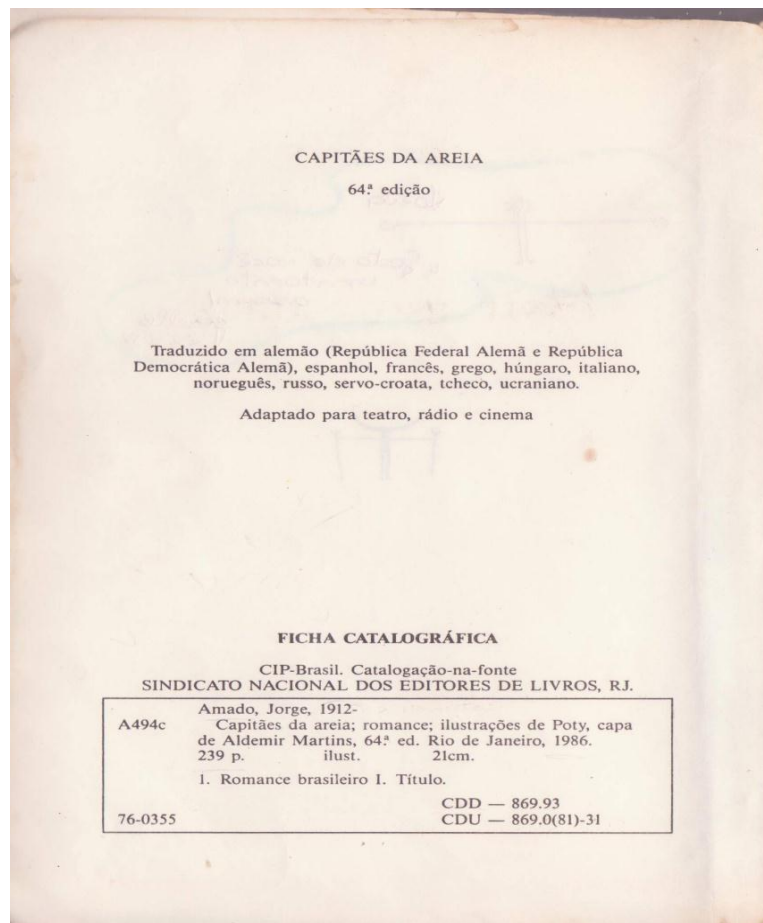 CAPITÃES DA AREIA
64ª edição
Traduzido em alemão (República Federal Alemã e República
Democrática Alemã), espanhol, francês, grego, húngaro, italiano,
norueguês, russo, servo-croata, tcheco, ucraniano.
Adaptado para teatro, rádio e cinema
FICHA CATALOGRÁFICA
CIP-Brasil. Catalogação-na-fonte
SINDICATO NACIONAL DOS EDITORES DE LIVROS, RJ.
Amado, Jorge, 1912-
A494c Capitães da areia; romance; ilustrações de Poty, capa
de Aldemir Martins, 64ª ed. Rio de Janeiro, 1986.
239 p. ilust. 21cm.
1. Romance brasileiro I. Título.
CDD — 869.93
76-0355 CDU — 869.0(81)-31